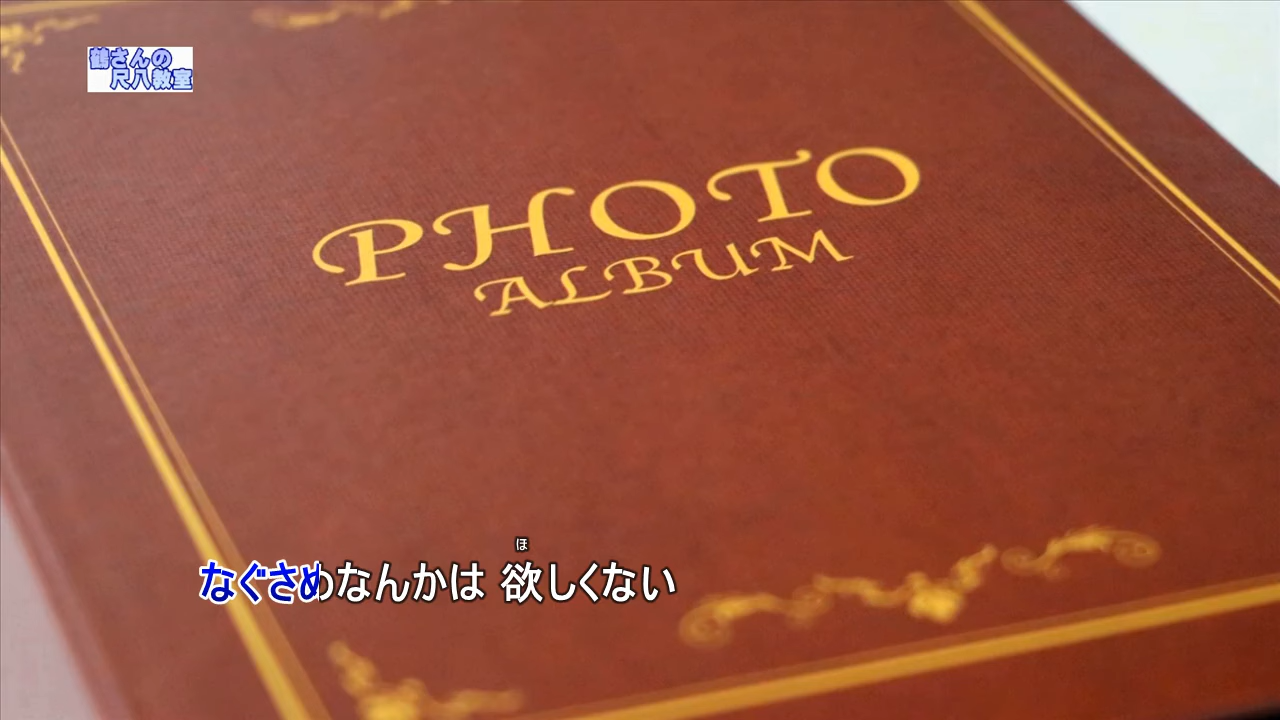 鶴さんの
尺八教室
PHOTO
ALBUM
ほ
なぐさめなんかは 欲しくない